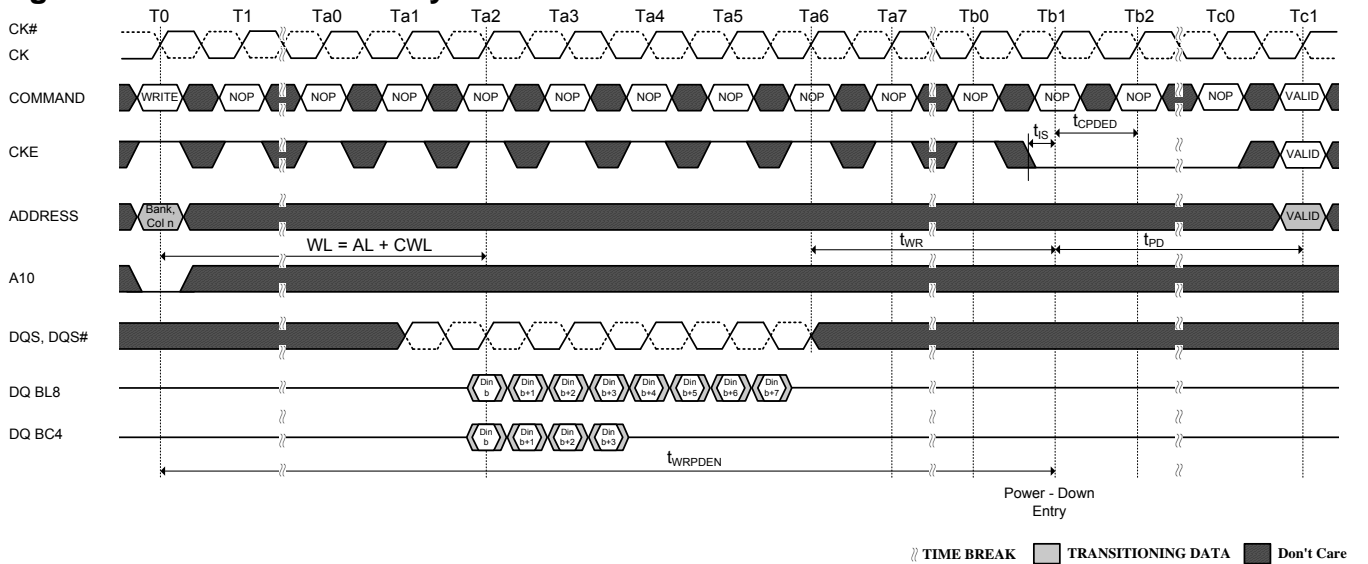 T0 T1 Ta0 Ta1 Ta2 Ta3 Ta4 Ta5 Ta6 Ta7 Tb0 Tb1 Tb2 Tc0 Tc1
CK#
CK
COMMAND WRITE NOP NOP NOP NOP NOP NOP NOP NOP NOP NOP NOP NOP NOP VALID
tIS tCPDED
CKE VALID
ADDRESS Bank, Col n VALID
WL = AL + CWL tWR tPD
A10
DQS, DQS#
DQ BL8 Din b Din b+1 Din b+2 Din b+3 Din b+4 Din b+5 Din b+6 Din b+7
DQ BC4 Din b Din b+1 Din b+2 Din b+3
tWRPDEN
Power - Down
Entry
TIME BREAK TRANSITIONING DATA Don't Care